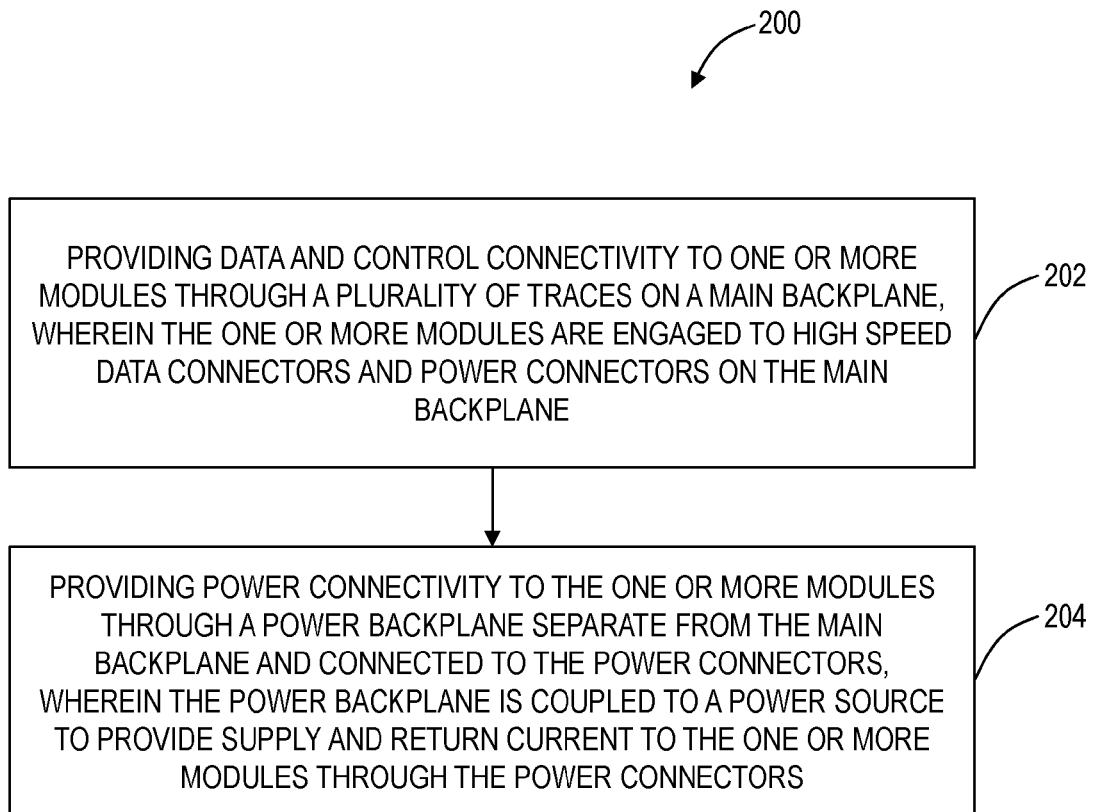 200
PROVIDING DATA AND CONTROL CONNECTIVITY TO ONE OR MORE
MODULES THROUGH A PLURALITY OF TRACES ON A MAIN BACKPLANE,
WHEREIN THE ONE OR MORE MODULES ARE ENGAGED TO HIGH SPEED
DATA CONNECTORS AND POWER CONNECTORS ON THE MAIN
BACKPLANE
202
PROVIDING POWER CONNECTIVITY TO THE ONE OR MORE MODULES
THROUGH A POWER BACKPLANE SEPARATE FROM THE MAIN
BACKPLANE AND CONNECTED TO THE POWER CONNECTORS,
WHEREIN THE POWER BACKPLANE IS COUPLED TO A POWER SOURCE
TO PROVIDE SUPPLY AND RETURN CURRENT TO THE ONE OR MORE
MODULES THROUGH THE POWER CONNECTORS
204